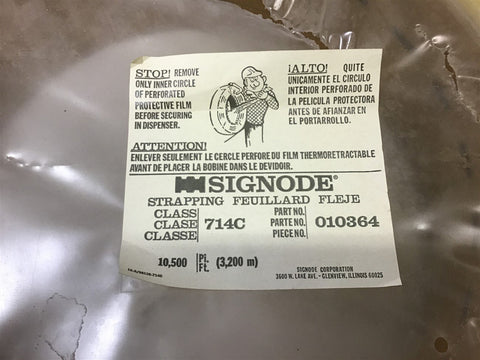 STOP! REMOVE
ONLY INNER CIRCLE
OF PERFORATED
PROTECTIVE FILM
BEFORE SECURING
IN DISPENSER.
¡ALTO! QUITE
UNICAMENTE EL CIRCULO
INTERIOR PERFORADO DE
LA PELICULA PROTECTORA
ANTES DE AFIANZAR EN
EL PORTARROLLO.
ATTENTION!
ENLEVER SEULEMENT LE CERCLE PERFORE DU FILM THERMORETRACTABLE
AVANT DE PLACER LA BOBINE DANS LE DEVIDOIR.
SIGNODE®
STRAPPING FEUILLARD FLEJE
CLASS
CLASE 714C
CLASSE
PART NO.
PARTE NO. 010364
PIECE NO.
10,500 Pi. Ft. (3,200 m)
SIGNODE CORPORATION
3600 W. LAKE AVE. - GLENVIEW, ILLINOIS 60025